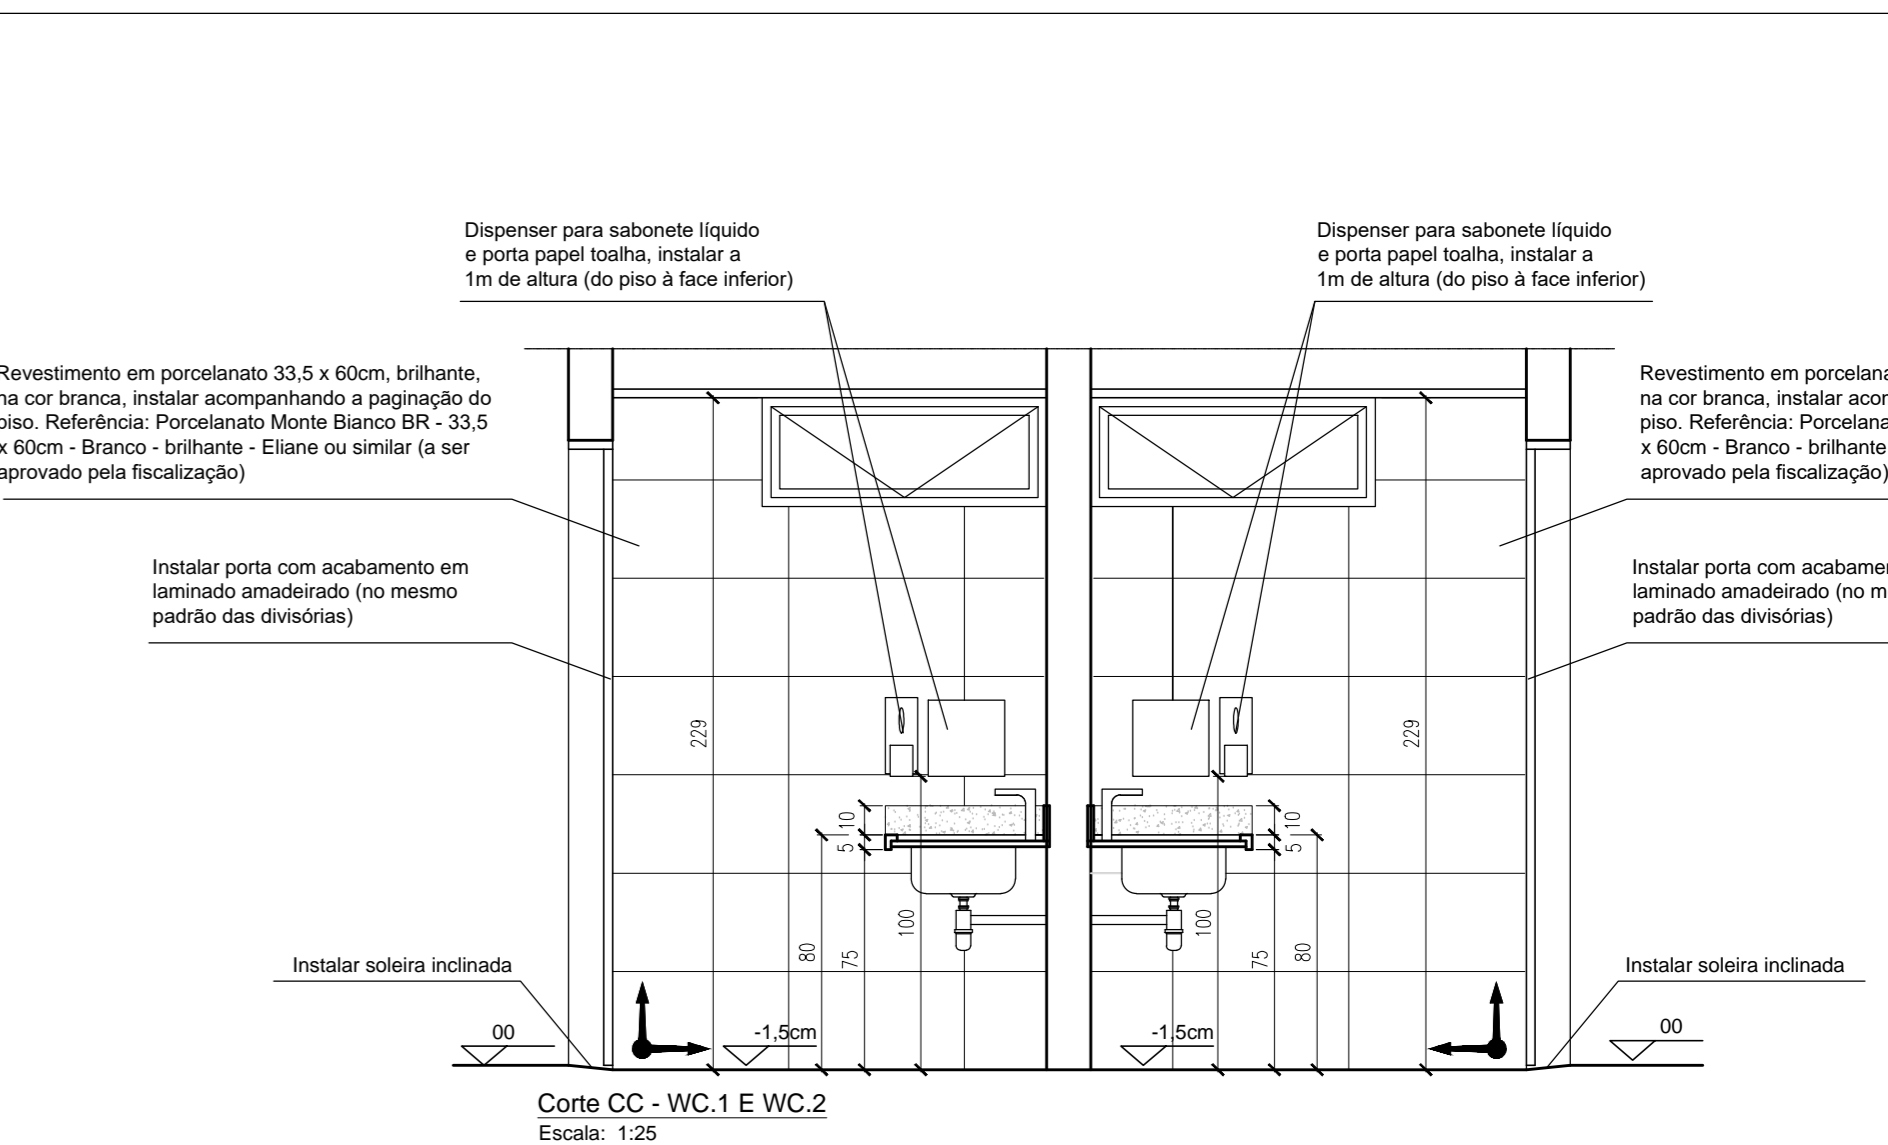 Dispenser para sabonete líquido
e porta papel toalha, instalar a
1m de altura (do piso à face inferior)
Dispenser para sabonete líquido
e porta papel toalha, instalar a
1m de altura (do piso à face inferior)
Revestimento em porcelanato 33,5 x 60cm, brilhante,
na cor branca, instalar acompanhando a paginação do
piso. Referência: Porcelanato Monte Bianco BR - 33,5
x 60cm - Branco - brilhante - Eliane ou similar (a ser
aprovado pela fiscalização)
Revestimento em porcelana
na cor branca, instalar acor
piso. Referência: Porcelana
x 60cm - Branco - brilhante
aprovado pela fiscalização)
Instalar porta com acabamento em
laminado amadeirado (no mesmo
padrão das divisórias)
Instalar porta com acabame
laminado amadeirado (no m
padrão das divisórias)
229
229
10
5
10
5
100
80
75
100
75
80
Instalar soleira inclinada
Instalar soleira inclinada
00
-1,5cm
-1,5cm
00
Corte CC - WC.1 E WC.2
Escala: 1:25